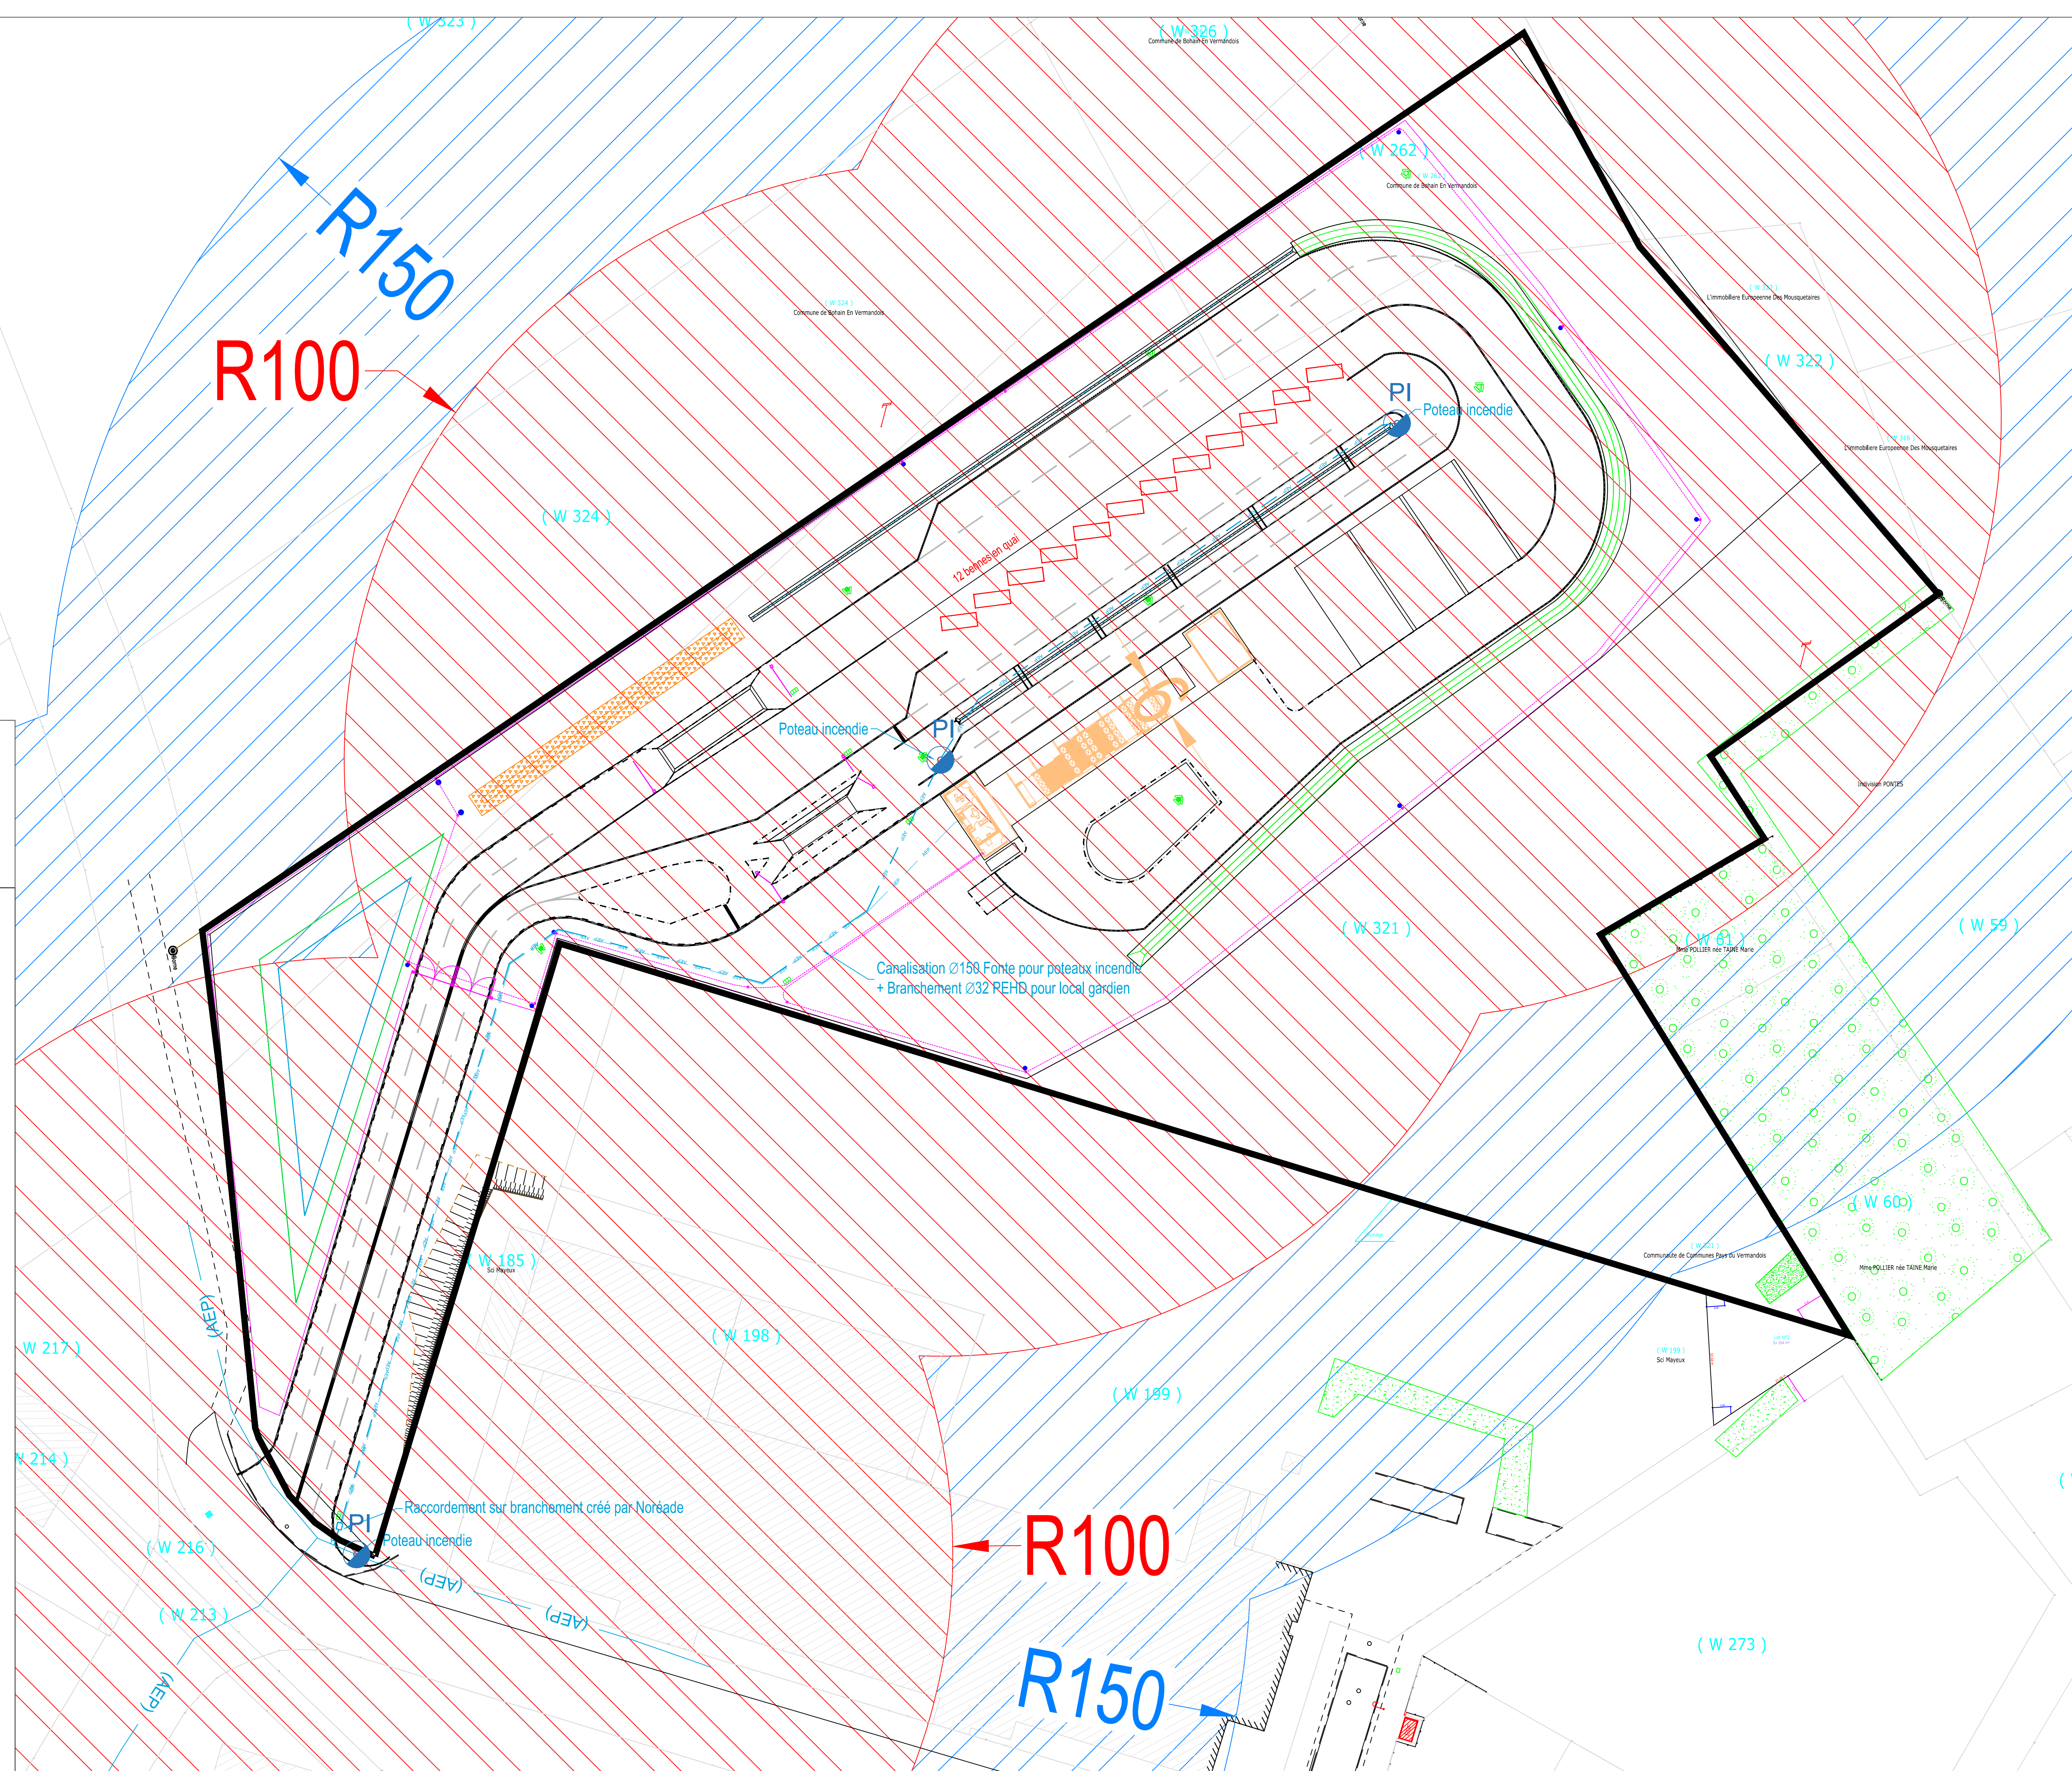 ( W 323 )
( W 326 )
Commune de Bohain En Vermandois
( W 262 )
( W 262 )
Commune de Bohain En Vermandois
R150
R100
( W 324 )
Commune de Bohain En Vermandois
L'immobiliere Europeenne Des Mousquetaires
( W 322 )
PI
Poteau incendie
L'immobiliere Europeenne Des Mousquetaires
( W 324 )
12 bennes en quai
PI
Poteau incendie
Indivision PONTES
( W 321 )
( W 61 )
Mme POLLIER née TAINE Marie
( W 59 )
Canalisation Ø150 Fonte pour poteaux incendie
+ Branchement Ø32 PEHD pour local gardien
Borne
( W 60 )
( W 321 )
Communauté de Communes Pays du Vermandois
Mme POLLIER née TAINE Marie
( W 185 )
Sci Mayeux
(AEP)
( W 198 )
W 217 )
( W 199 )
Sci Mayeux
( W 199 )
W 214 )
Raccordement sur branchement créé par Noréade
PI
Poteau incendie
R100
( W 216 )
(AEP)
(AEP)
( W 213 )
( W 273 )
(AEP)
R150